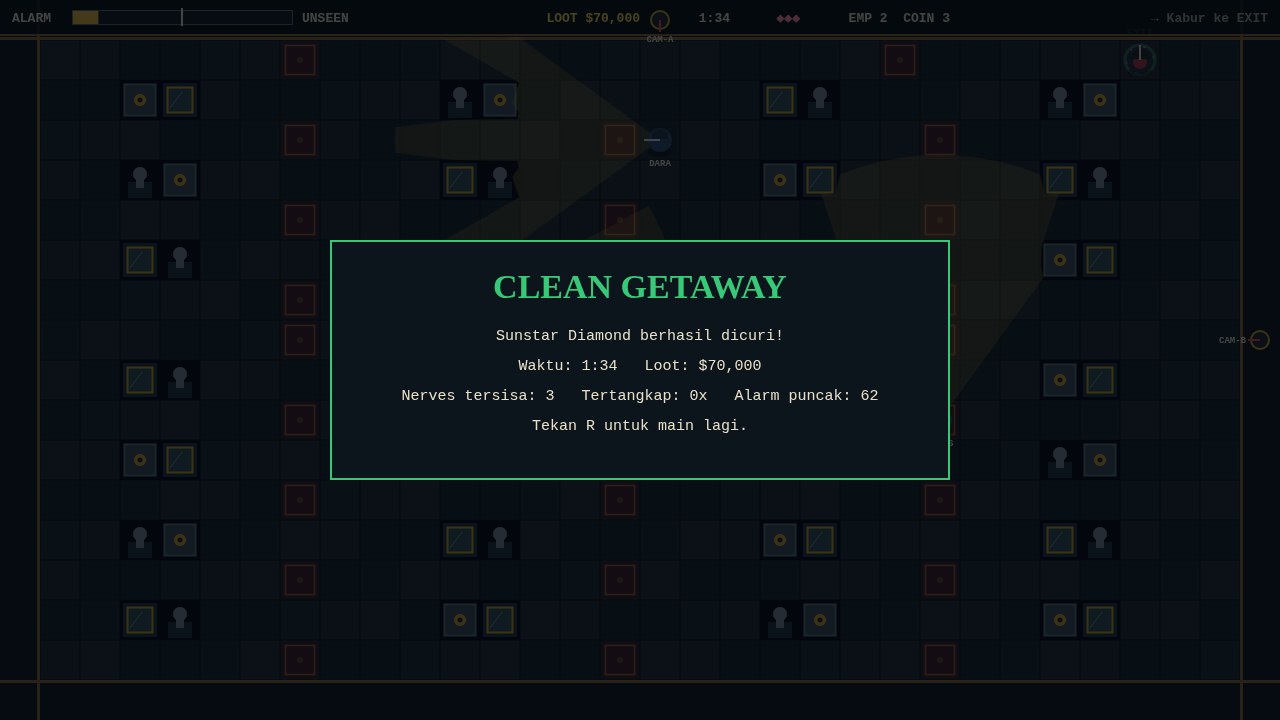 ALARM UNSEEN LOOT $70,000 1:34 EMP 2 COIN 3 → Kabur ke EXIT
CAM-A
DARA
CLEAN GETAWAY
Sunstar Diamond berhasil dicuri!
CAM-B
Waktu: 1:34 Loot: $70,000
Nerves tersisa: 3 Tertangkap: 0x Alarm puncak: 62
Tekan R untuk main lagi.